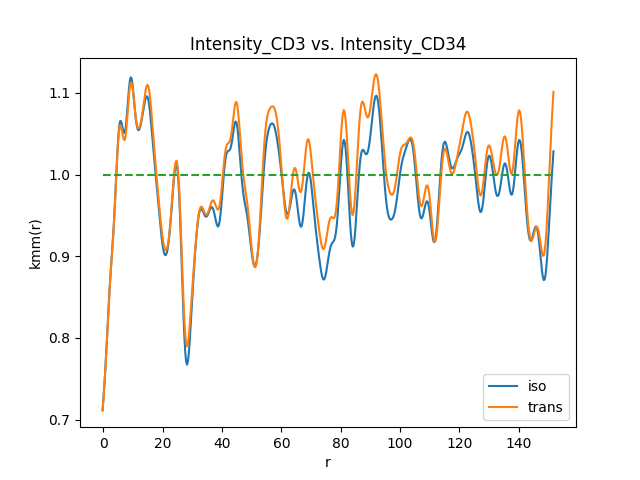 Intensity_CD3 vs. Intensity_CD34
kmm(r)
1.1
1.0
0.9
0.8
0.7
0 20 40 60 80 100 120 140
r
iso
trans